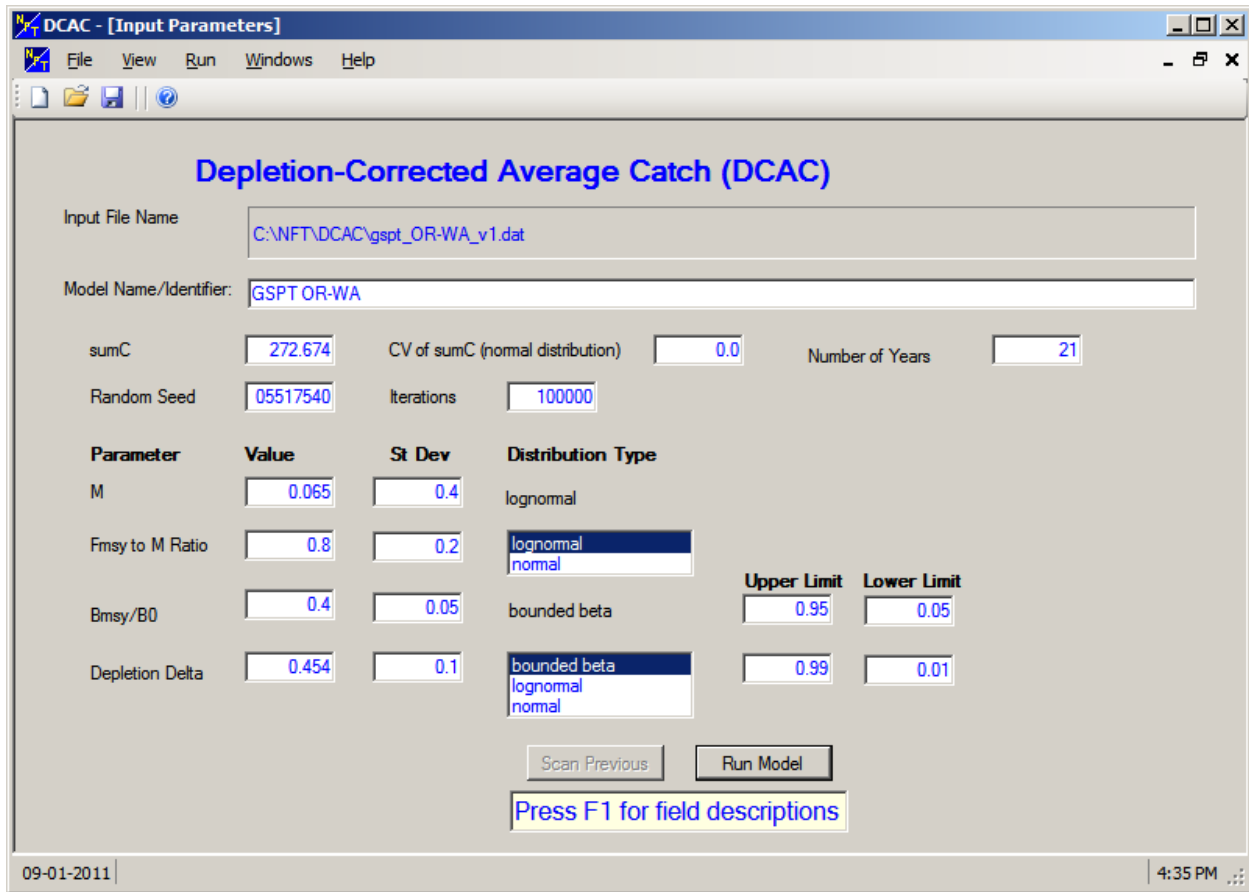 NFT DCAC - [Input Parameters]
NFT File View Run Windows Help
Depletion-Corrected Average Catch (DCAC)
Input File Name
C:\NFT\DCAC\gspt_OR-WA_v1.dat
Model Name/Identifier: GSPT OR-WA
sumC 272.674 CV of sumC (normal distribution) 0.0 Number of Years 21
Random Seed 05517540 Iterations 100000
Parameter Value St Dev Distribution Type
M 0.065 0.4 lognormal
Fmsy to M Ratio 0.8 0.2 lognormal
normal
Upper Limit Lower Limit
Bmsy/B0 0.4 0.05 bounded beta 0.95 0.05
Depletion Delta 0.454 0.1 bounded beta 0.99 0.01
lognormal
normal
Scan Previous Run Model
Press F1 for field descriptions
09-01-2011 4:35 PM